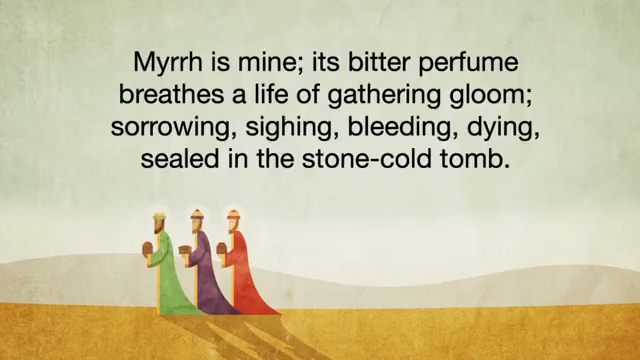 Myrrh is mine; its bitter perfume
breathes a life of gathering gloom;
sorrowing, sighing, bleeding, dying,
sealed in the stone-cold tomb.